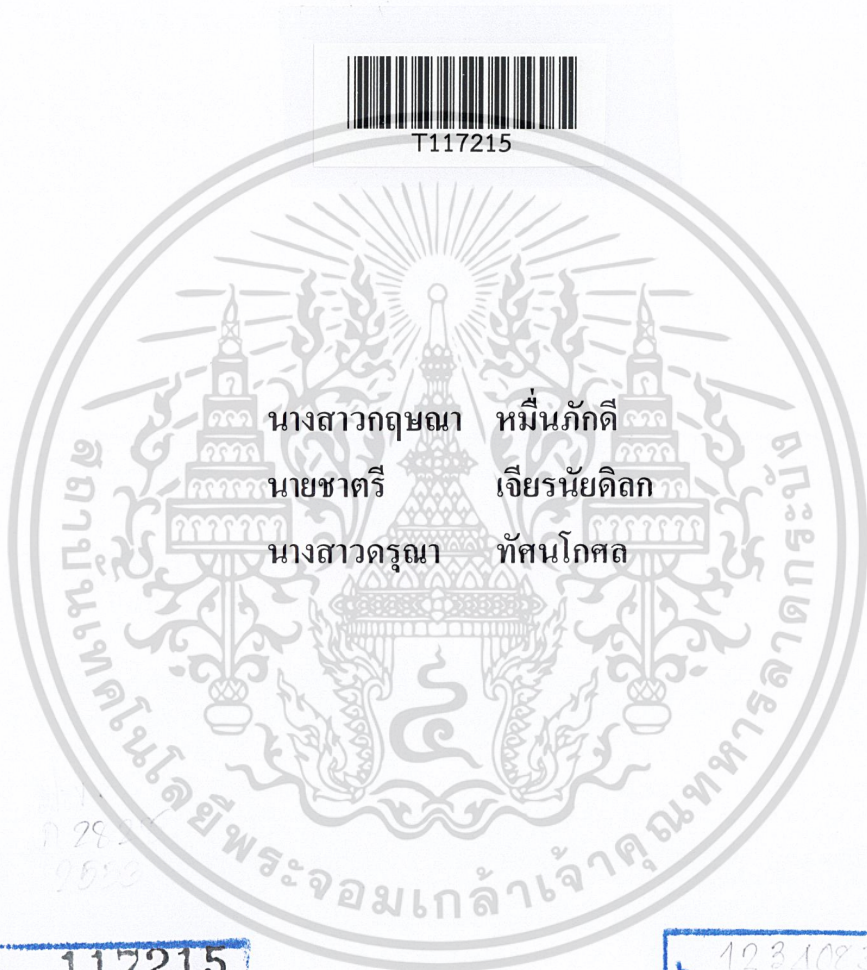 T117215
นางสาวกฤษณา หมื่นภักดี
นายชาตรี เจียรนัยดิลก
นางสาวดรุณา ทัศนโกศล
สถาบันเทคโนโลยีพระจอมเกล้าเจ้าคุณทหารลาดกระบัง
117215